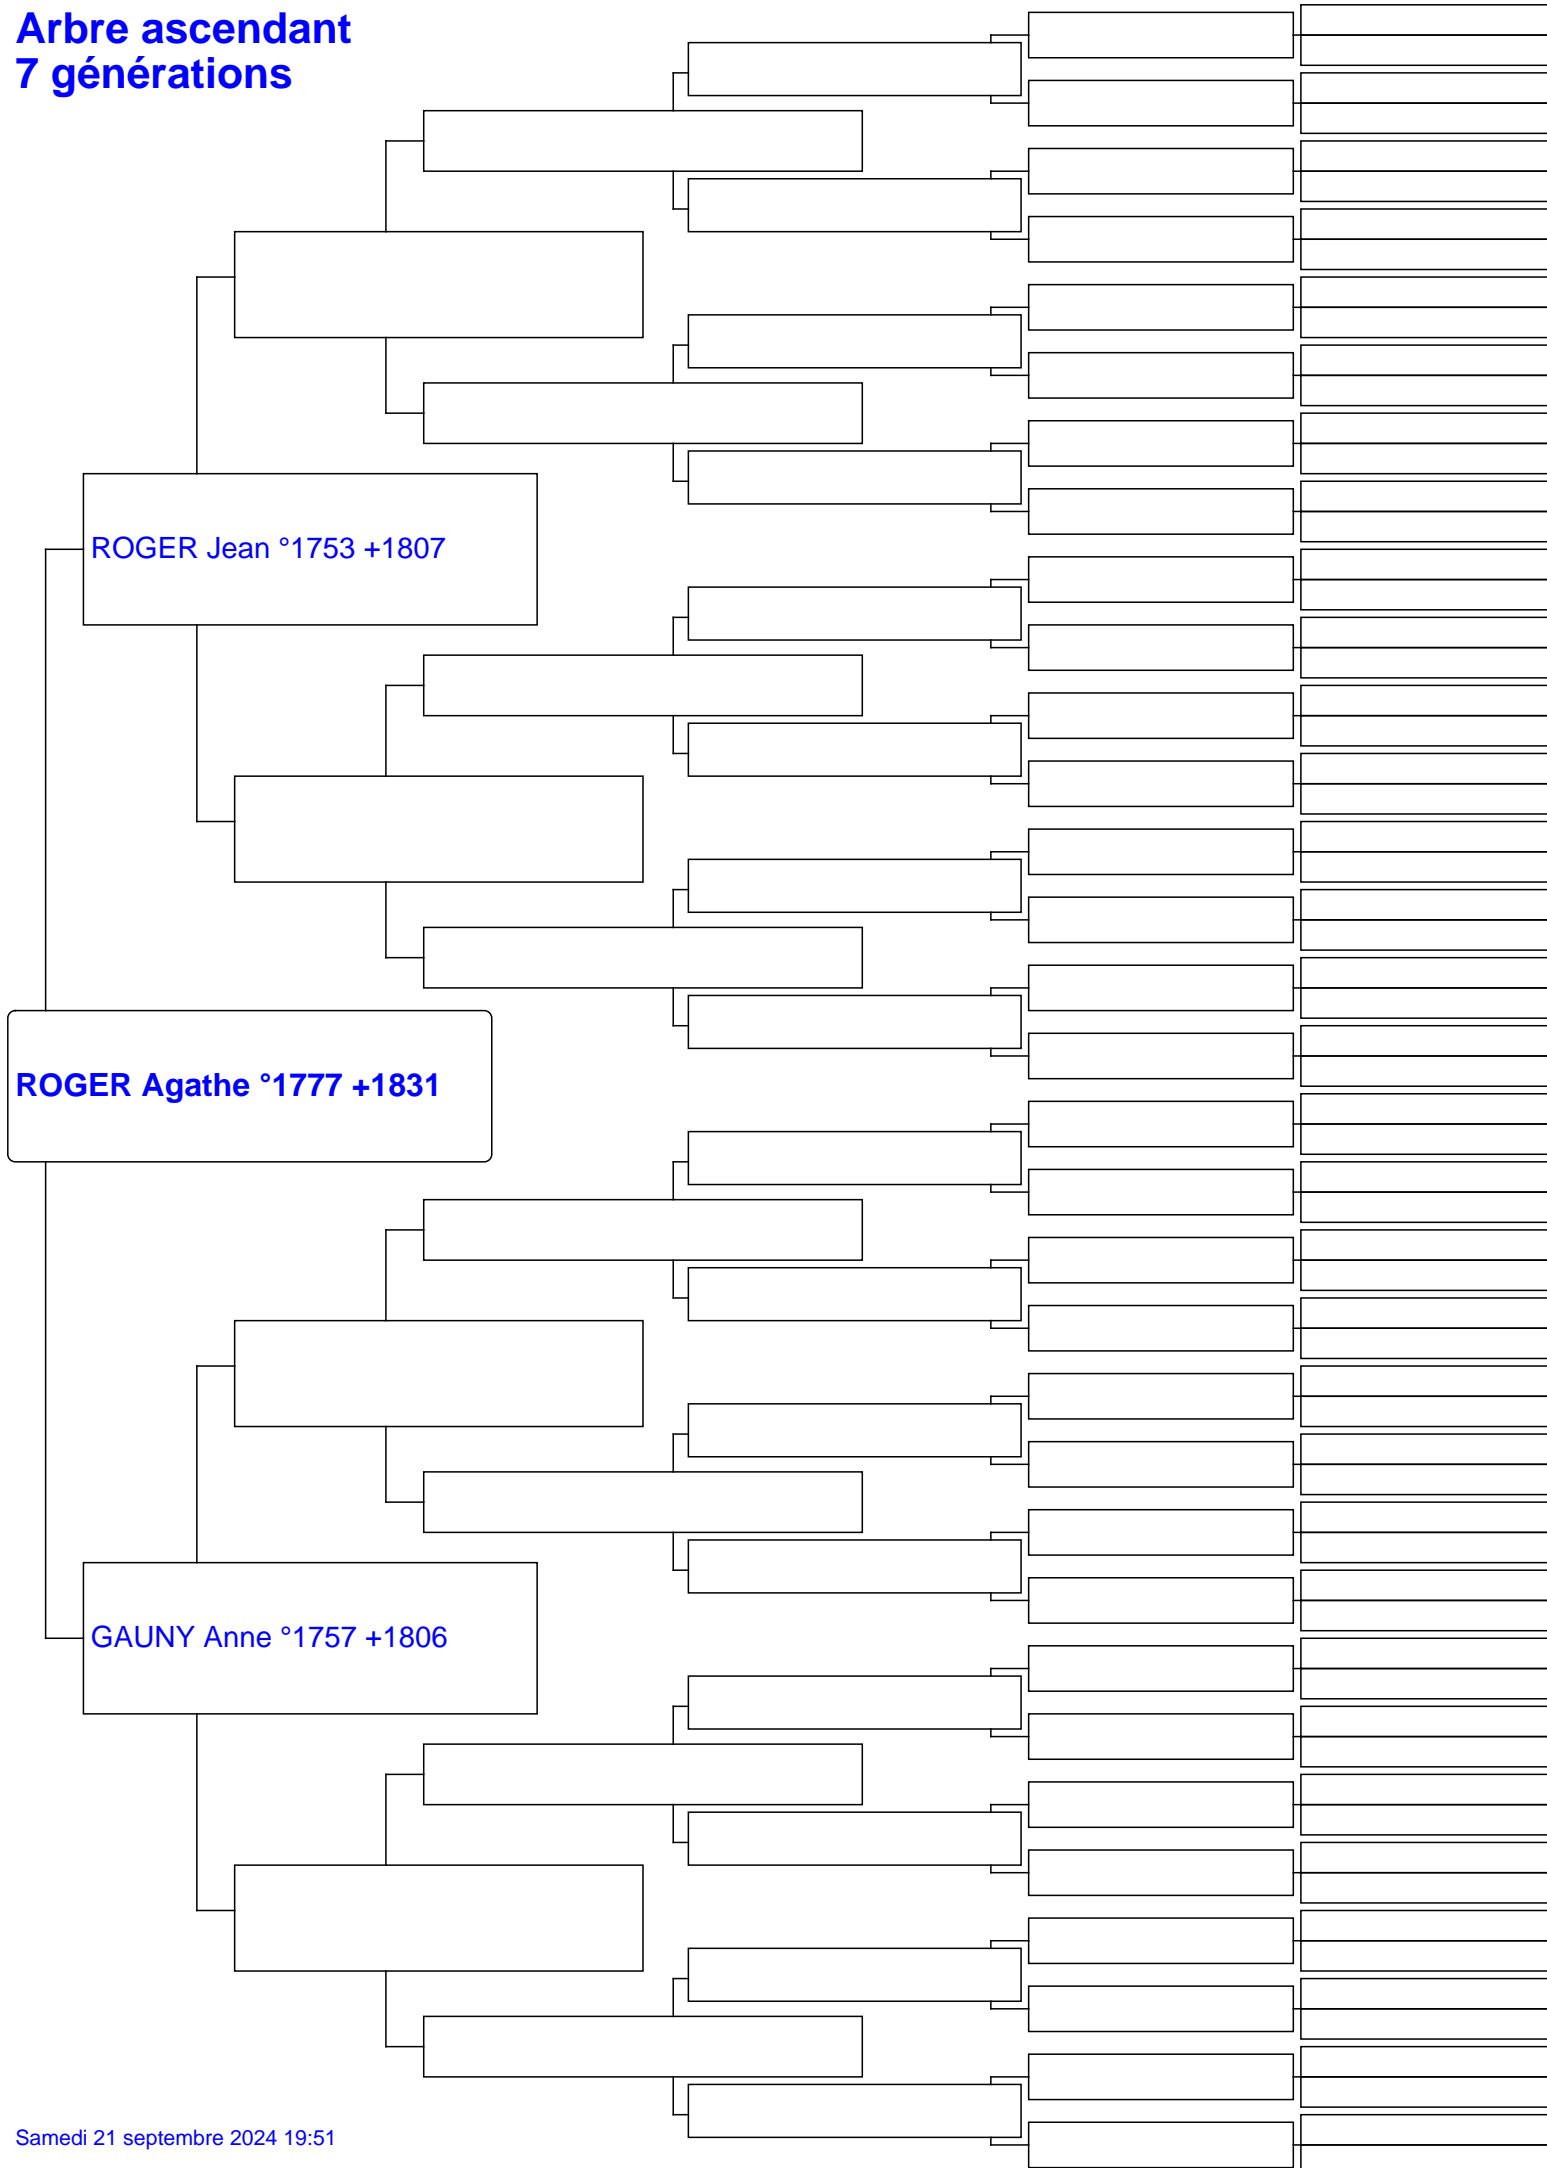 Arbre ascendant
7 générations
ROGER Jean °1753 +1807
ROGER Agathe °1777 +1831
GAUNY Anne °1757 +1806
Samedi 21 septembre 2024 19:51